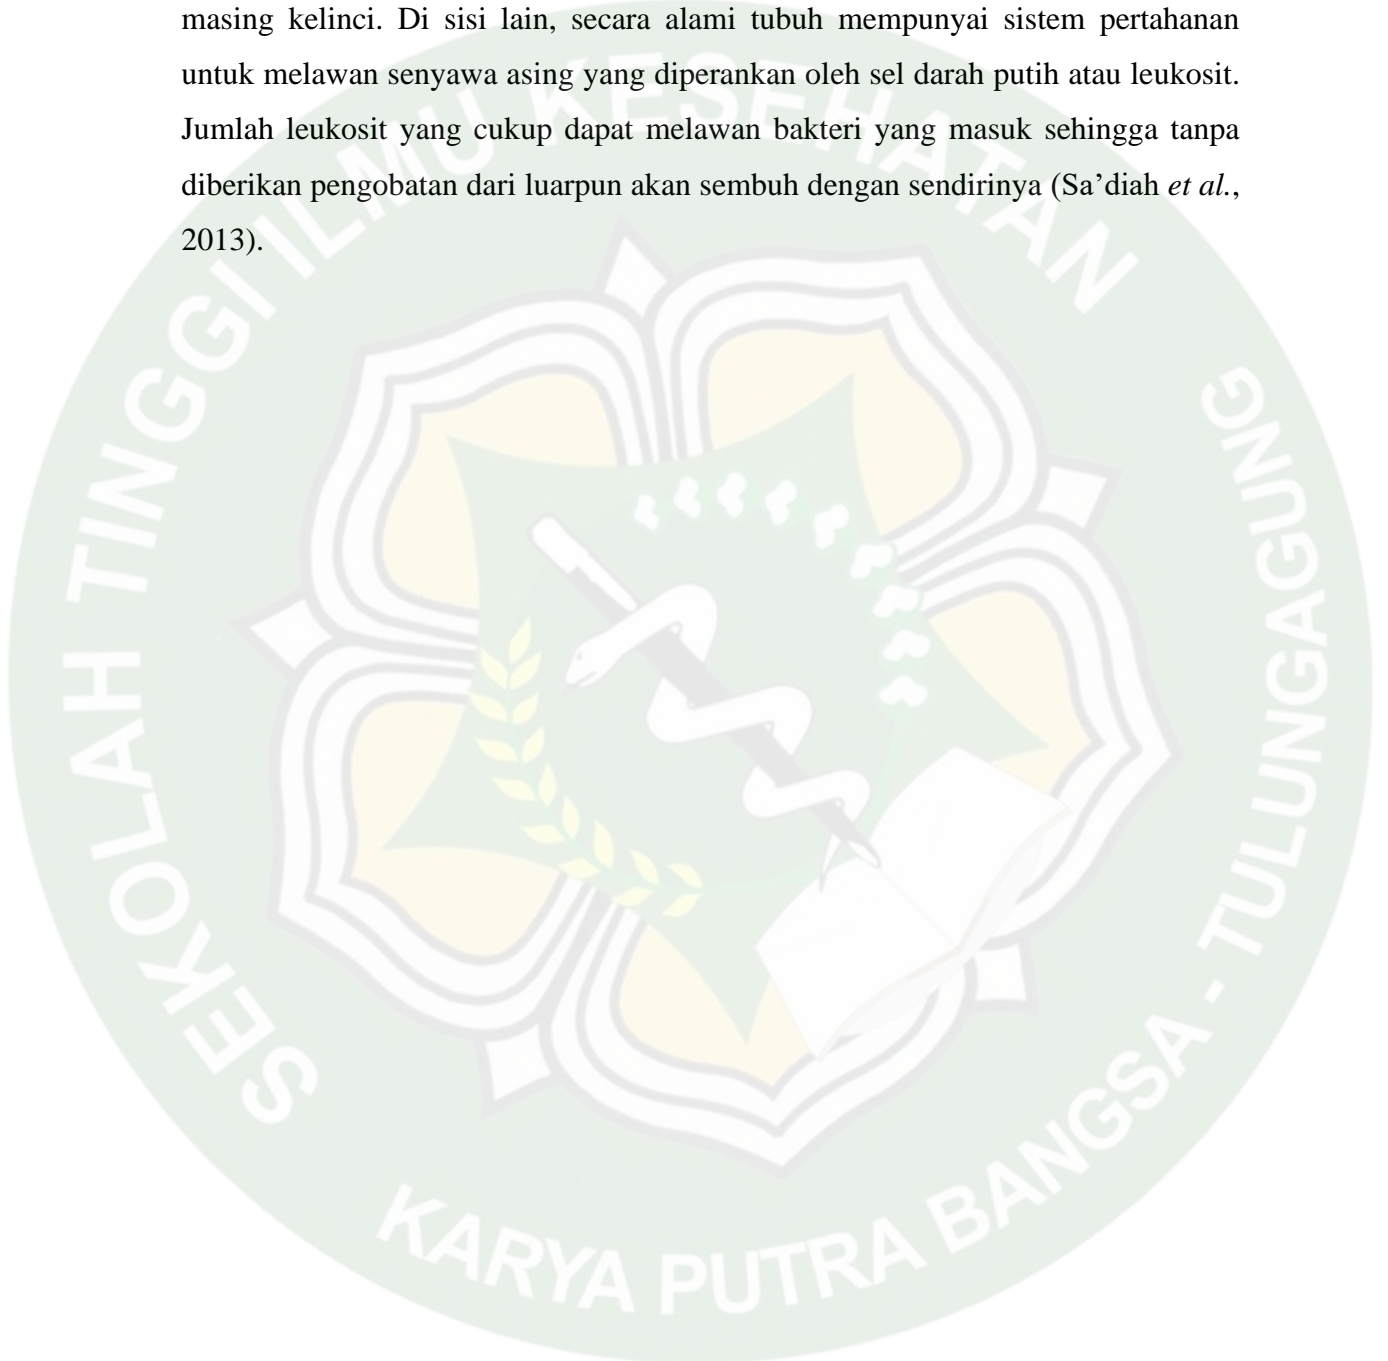 masing kelinci. Di sisi lain, secara alami tubuh mempunyai sistem pertahanan
untuk melawan senyawa asing yang diperankan oleh sel darah putih atau leukosit.
Jumlah leukosit yang cukup dapat melawan bakteri yang masuk sehingga tanpa
diberikan pengobatan dari luarpun akan sembuh dengan sendirinya (Sa’diah et al.,
2013).
SEKOLAH TINGGI ILMU KESEHATAN
KARYA PUTRA BANGSA - TULUNGAGUNG